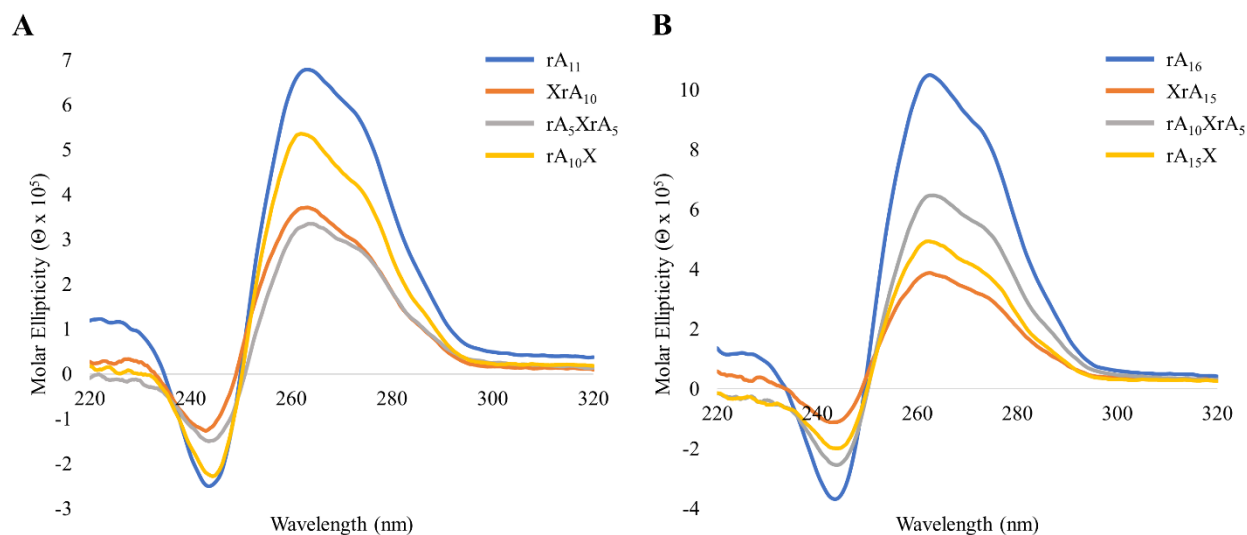 A
7
6
5
4
3
2
1
0
-1
-2
-3
Molar Ellipticity (Θ x 10⁵)
220 240 260 280 300 320
Wavelength (nm)
rA₁₁
XrA₁₀
rA₅XrA₅
rA₁₀X
B
10
8
6
4
2
0
-2
-4
Molar Ellipticity (Θ x 10⁵)
220 240 260 280 300 320
Wavelength (nm)
rA₁₆
XrA₁₅
rA₁₀XrA₅
rA₁₅X